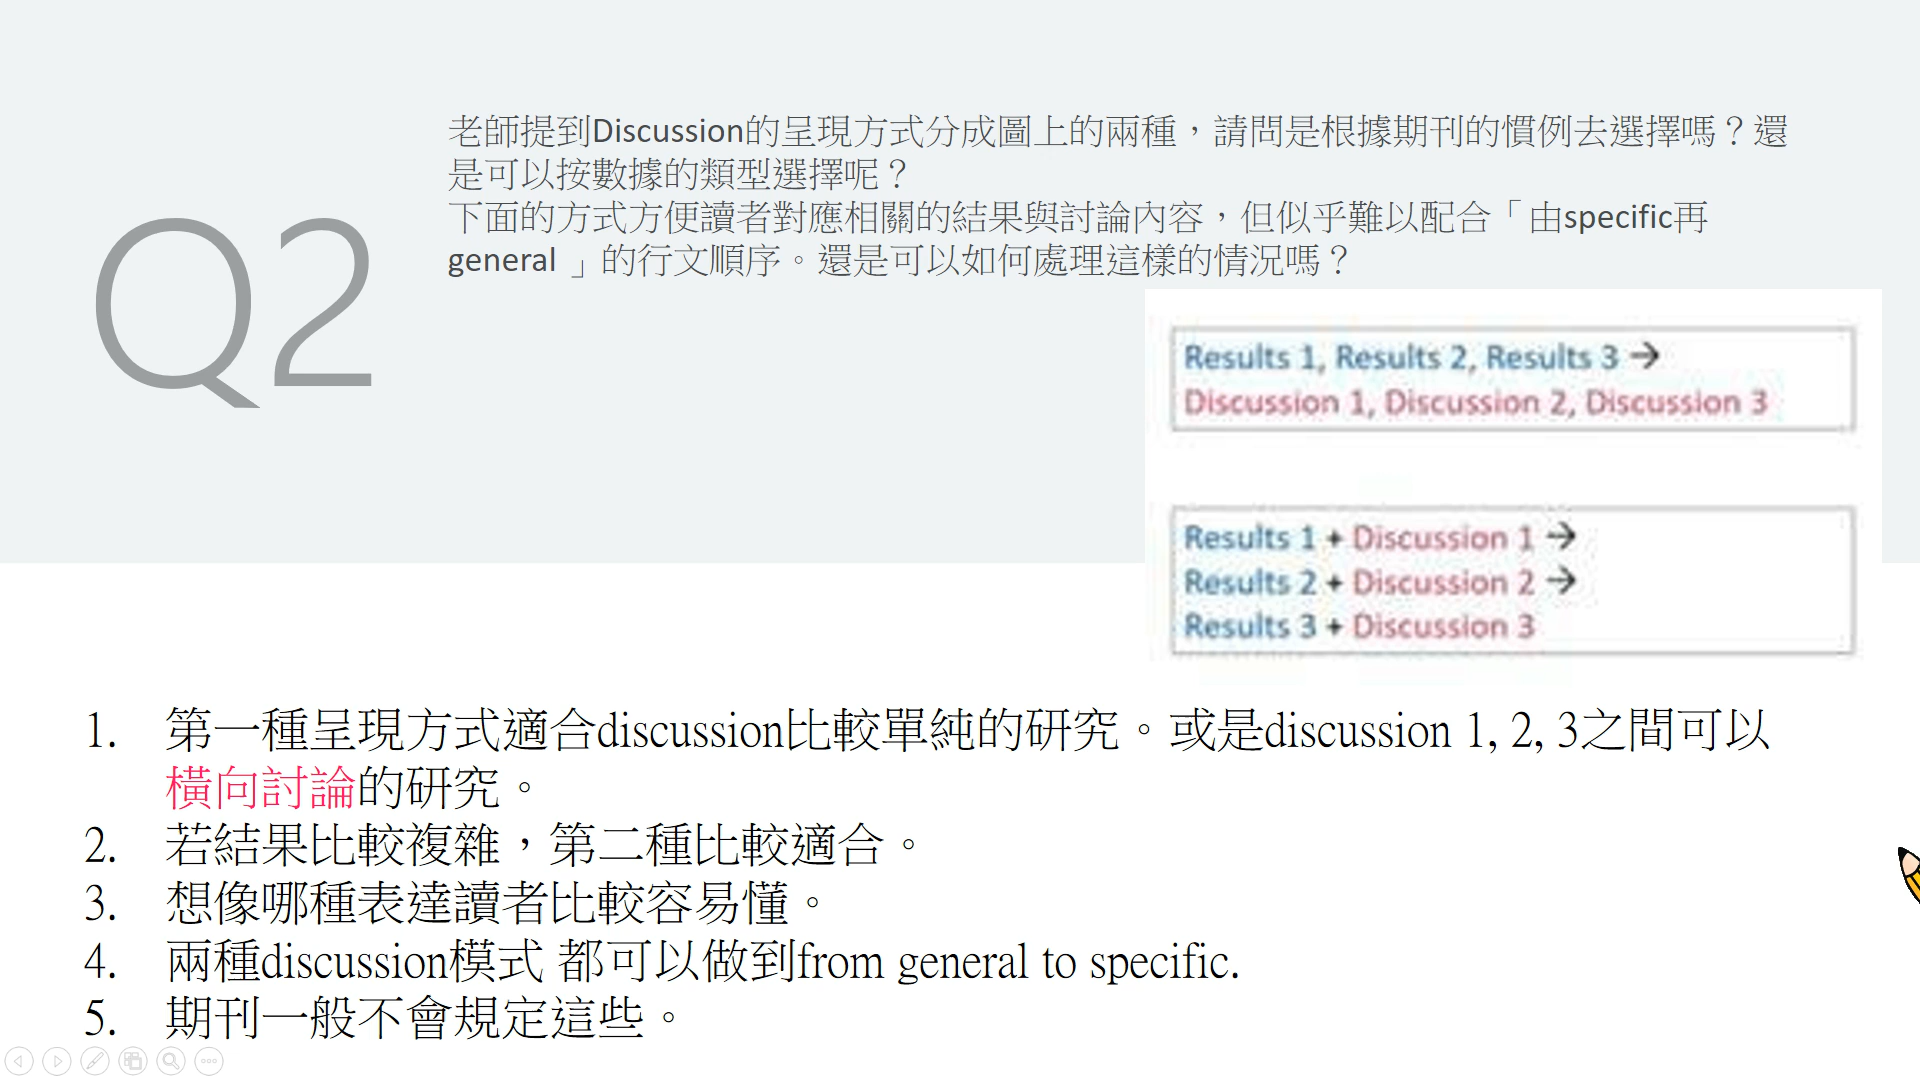 Q2
老師提到Discussion的呈現方式分成圖上的兩種，請問是根據期刊的慣例去選擇嗎？還
是可以按數據的類型選擇呢？
下面的方式方便讀者對應相關的結果與討論內容，但似乎難以配合「由specific再
general 」的行文順序。還是可以如何處理這樣的情況嗎？
Results 1, Results 2, Results 3 →
Discussion 1, Discussion 2, Discussion 3
Results 1 + Discussion 1 →
Results 2 + Discussion 2 →
Results 3 + Discussion 3
1. 第一種呈現方式適合discussion比較單純的研究。或是discussion 1, 2, 3之間可以
橫向討論的研究。
2. 若結果比較複雜，第二種比較適合。
3. 想像哪種表達讀者比較容易懂。
4. 兩種discussion模式 都可以做到from general to specific.
5. 期刊一般不會規定這些。